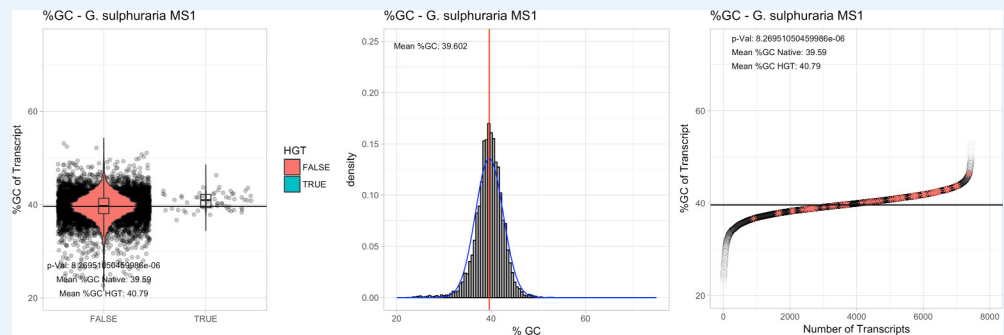 %GC - G. sulphuraria MS1
%GC of Transcript
60
40
20
p-Val: 8.26951050459986e-06
Mean %GC Native: 39.59
Mean %GC HGT: 40.79
FALSE
TRUE
HGT
FALSE
TRUE
%GC - G. sulphuraria MS1
Mean %GC: 39.602
density
0.25
0.20
0.15
0.10
0.05
0.00
20
40
60
% GC
%GC - G. sulphuraria MS1
p-Val: 8.26951050459986e-06
Mean %GC Native: 39.59
Mean %GC HGT: 40.79
%GC of Transcript
60
40
20
0
2000
4000
6000
8000
Number of Transcripts